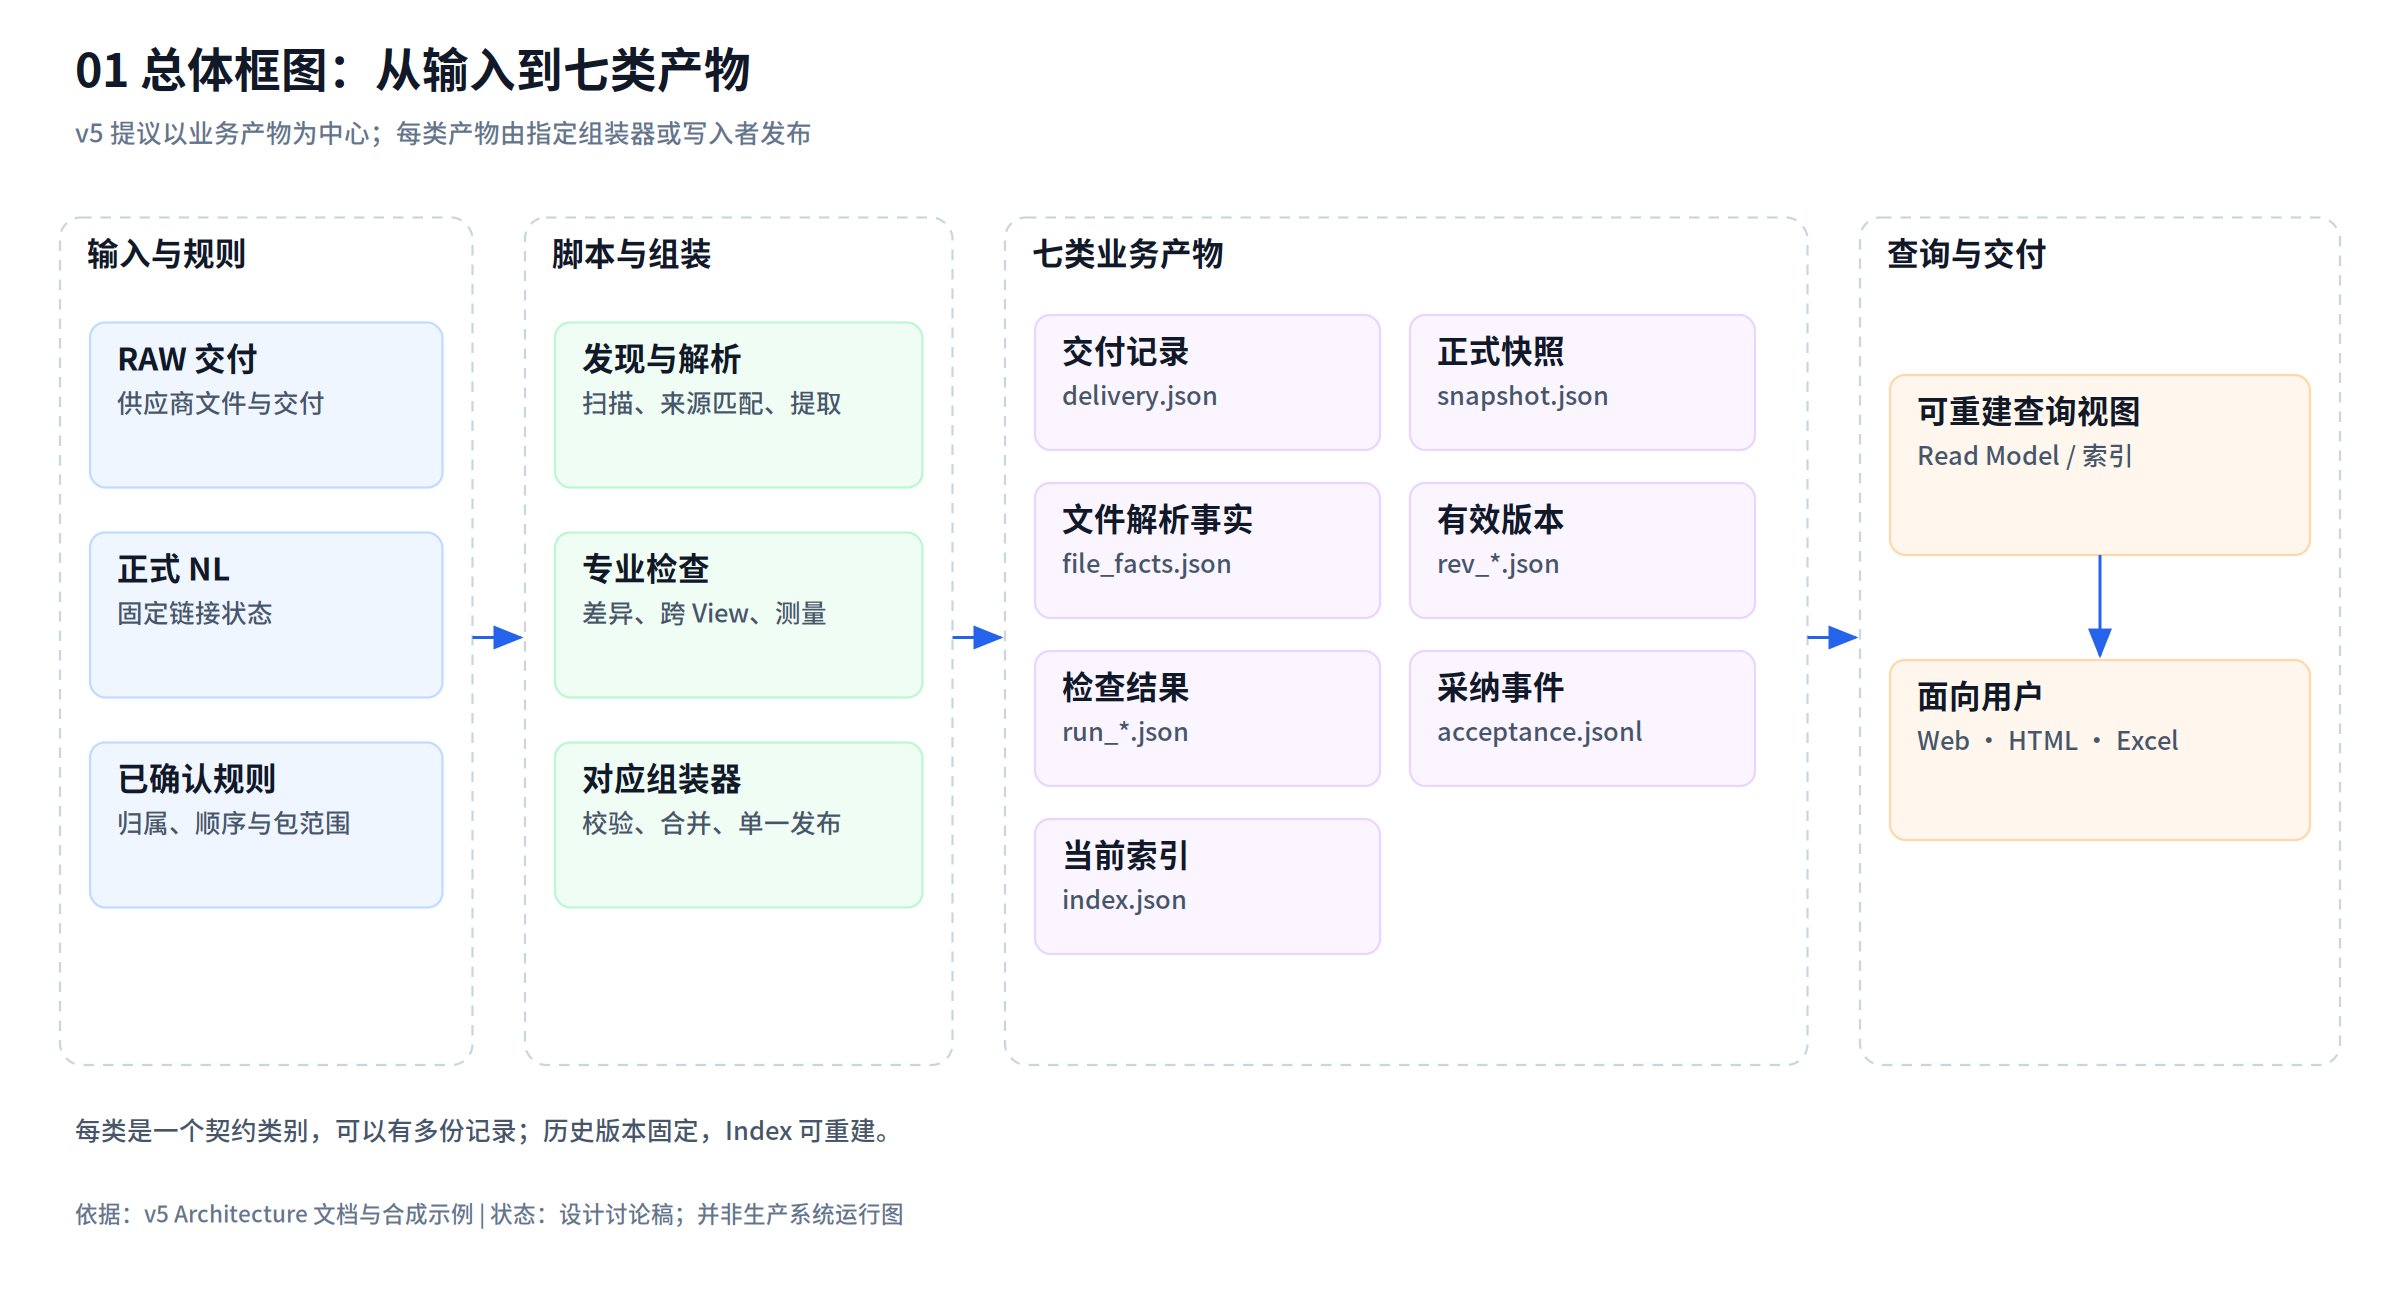 01 总体框图：从输入到七类产物
v5 提议以业务产物为中心；每类产物由指定组装器或写入者发布
输入与规则
RAW 交付
供应商文件与交付
正式 NL
固定链接状态
已确认规则
归属、顺序与包范围
脚本与组装
发现与解析
扫描、来源匹配、提取
专业检查
差异、跨 View、测量
对应组装器
校验、合并、单一发布
七类业务产物
交付记录
delivery.json
正式快照
snapshot.json
文件解析事实
file_facts.json
有效版本
rev_*.json
检查结果
run_*.json
采纳事件
acceptance.jsonl
当前索引
index.json
查询与交付
可重建查询视图
Read Model / 索引
面向用户
Web · HTML · Excel
每类是一个契约类别，可以有多份记录；历史版本固定，Index 可重建。
依据：v5 Architecture 文档与合成示例 | 状态：设计讨论稿；并非生产系统运行图